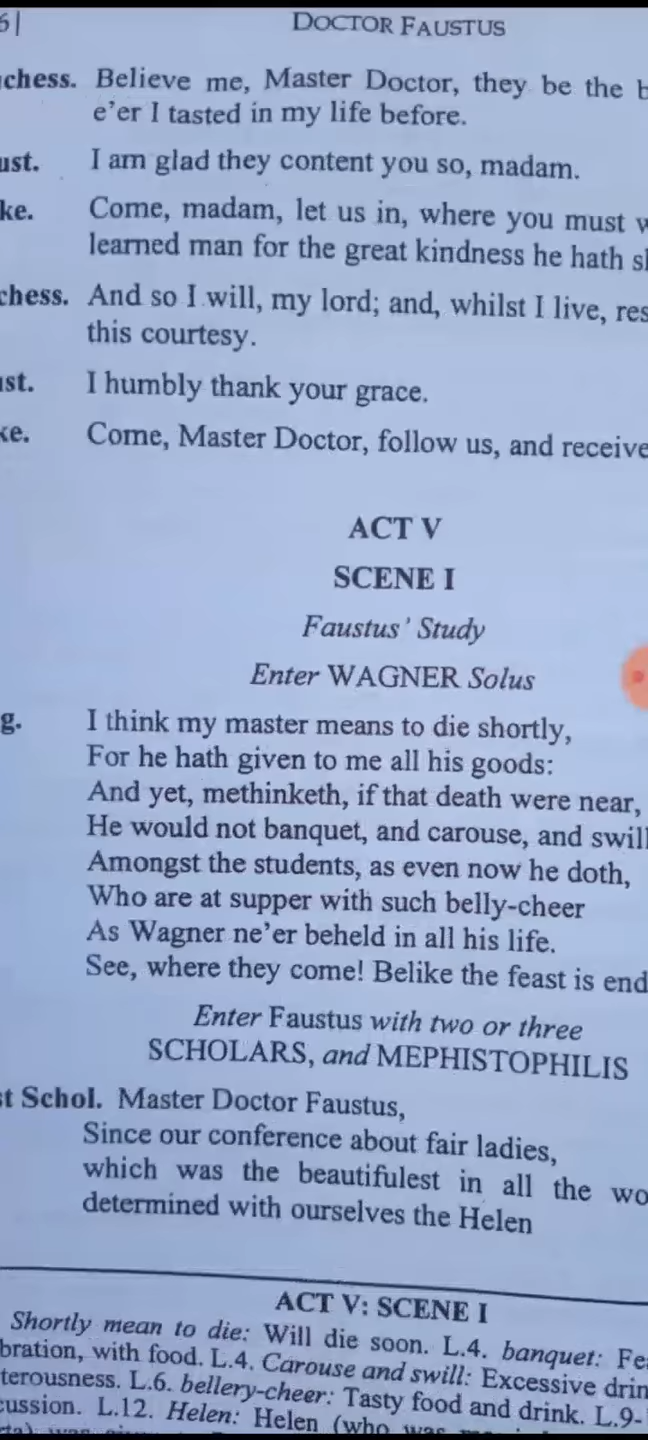 6|
DOCTOR FAUSTUS
chess. Believe me, Master Doctor, they be the
e'er I tasted in my life before.
ust. I am glad they content you so, madam.
ke. Come, madam, let us in, where you must
learned man for the great kindness he hath
chess. And so I will, my lord; and, whilst I live,
this courtesy.
ust. I humbly thank your grace.
ke. Come, Master Doctor, follow us, and receive
ACT V
SCENE I
Faustus' Study
Enter WAGNER Solus
g. I think my master means to die shortly,
For he hath given to me all his goods:
And yet, methinketh, if that death were near,
He would not banquet, and carouse, and swill
Amongst the students, as even now he doth,
Who are at supper with such belly-cheer
As Wagner ne'er beheld in all his life.
See, where they come! Belike the feast is end
Enter Faustus with two or three
SCHOLARS, and MEPHISTOPHILIS
st Schol. Master Doctor Faustus,
Since our conference about fair ladies,
which was the beautifulest in all the wo
determined with ourselves the Helen
ACT V: SCENE I
Shortly mean to die: Will die soon. L.4. banquet: Fe
bration, with food. L.4. Carouse and swill: Excessive drin
terousness. L.6. bellery-cheer: Tasty food and drink. L.9-
cussion. L.12. Helen: Helen (who was